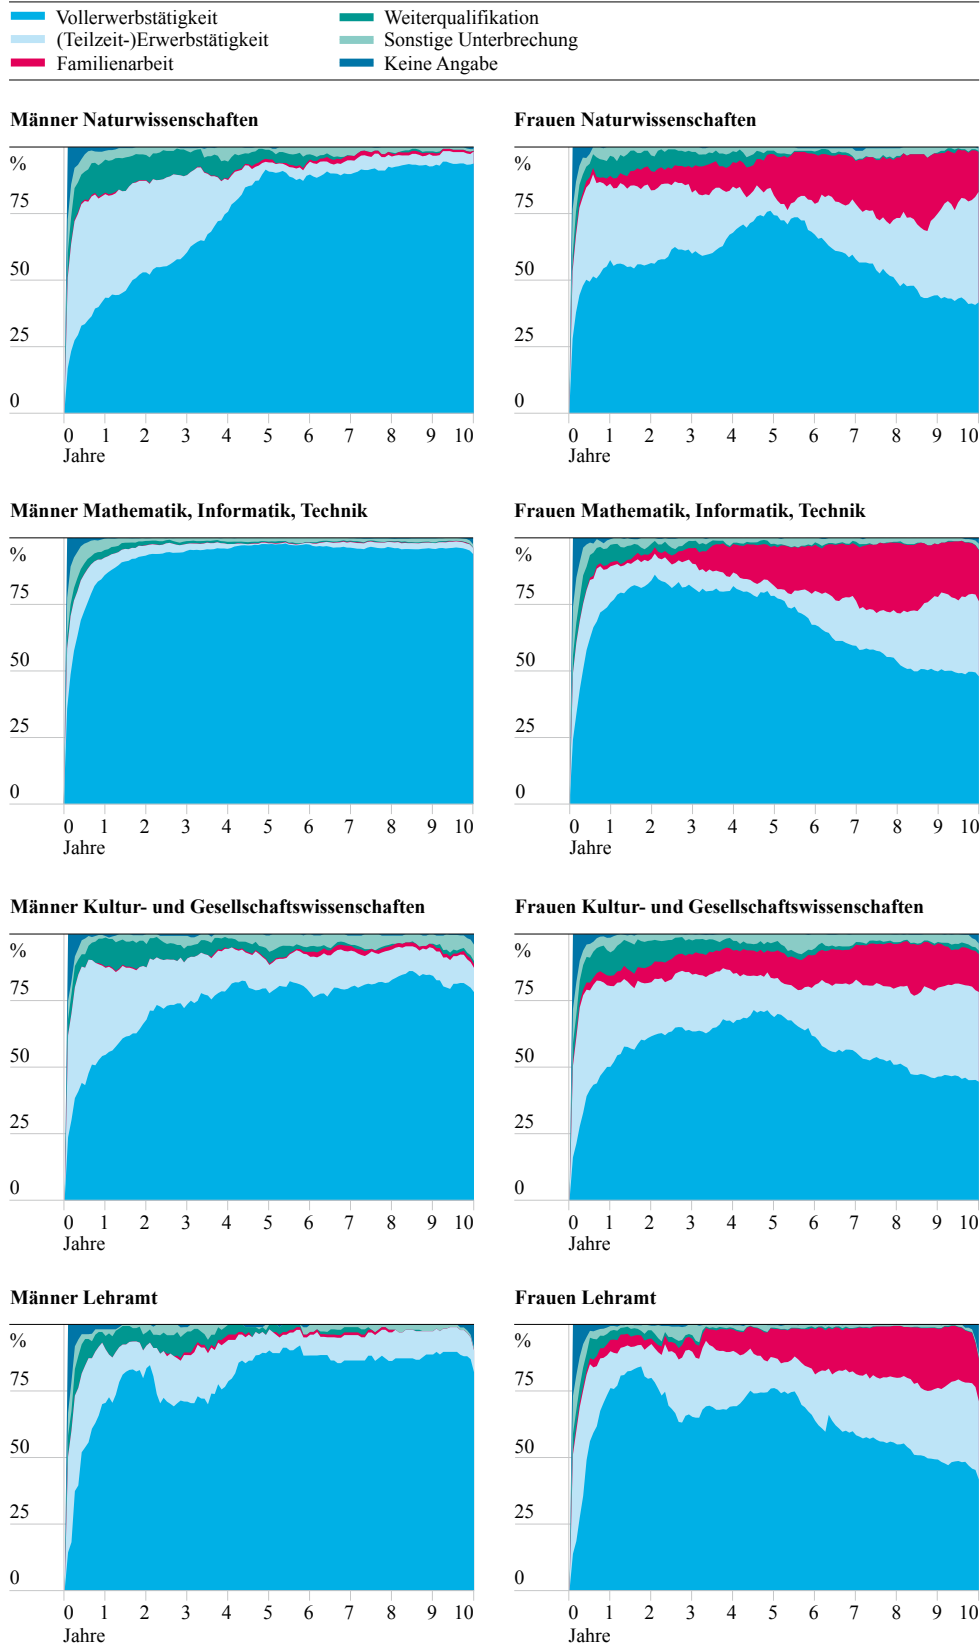 Vollerwerbstätigkeit
(Teilzeit-)Erwerbstätigkeit
Familienarbeit
Weiterqualifikation
Sonstige Unterbrechung
Keine Angabe
Männer Naturwissenschaften
%
75
50
25
0
0 1 2 3 4 5 6 7 8 9 10
Jahre
Frauen Naturwissenschaften
%
75
50
25
0
0 1 2 3 4 5 6 7 8 9 10
Jahre
Männer Mathematik, Informatik, Technik
%
75
50
25
0
0 1 2 3 4 5 6 7 8 9 10
Jahre
Frauen Mathematik, Informatik, Technik
%
75
50
25
0
0 1 2 3 4 5 6 7 8 9 10
Jahre
Männer Kultur- und Gesellschaftswissenschaften
%
75
50
25
0
0 1 2 3 4 5 6 7 8 9 10
Jahre
Frauen Kultur- und Gesellschaftswissenschaften
%
75
50
25
0
0 1 2 3 4 5 6 7 8 9 10
Jahre
Männer Lehramt
%
75
50
25
0
0 1 2 3 4 5 6 7 8 9 10
Jahre
Frauen Lehramt
%
75
50
25
0
0 1 2 3 4 5 6 7 8 9 10
Jahre